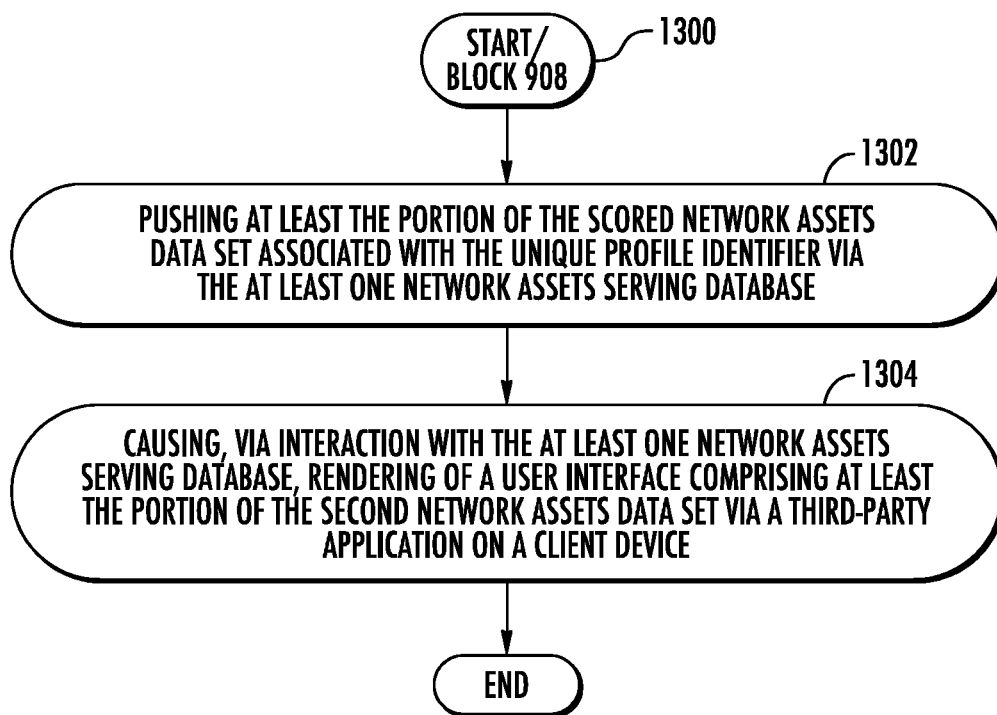 START/
BLOCK 908
1300
1302
PUSHING AT LEAST THE PORTION OF THE SCORED NETWORK ASSETS
DATA SET ASSOCIATED WITH THE UNIQUE PROFILE IDENTIFIER VIA
THE AT LEAST ONE NETWORK ASSETS SERVING DATABASE
1304
CAUSING, VIA INTERACTION WITH THE AT LEAST ONE NETWORK ASSETS
SERVING DATABASE, RENDERING OF A USER INTERFACE COMPRISING AT LEAST
THE PORTION OF THE SECOND NETWORK ASSETS DATA SET VIA A THIRD-PARTY
APPLICATION ON A CLIENT DEVICE
END